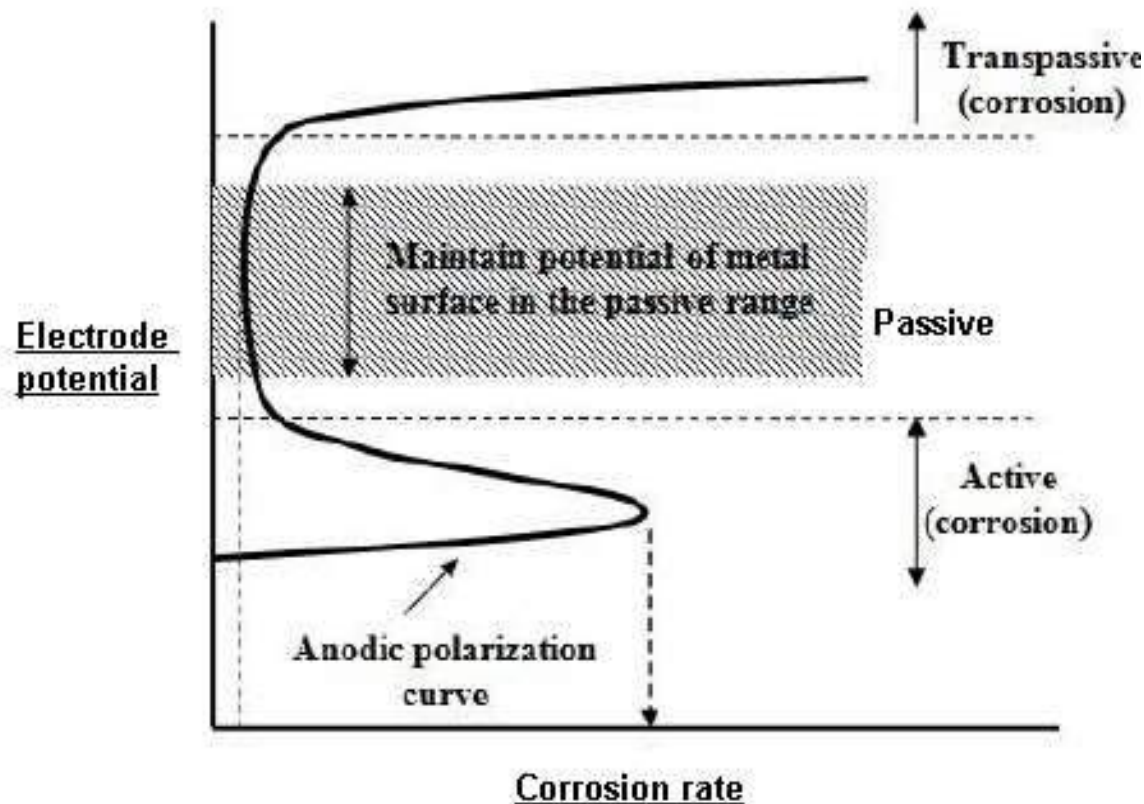 Transpassive
(corrosion)
Maintain potential of metal
surface in the passive range
Passive
Electrode
potential
Active
(corrosion)
Anodic polarization
curve
Corrosion rate